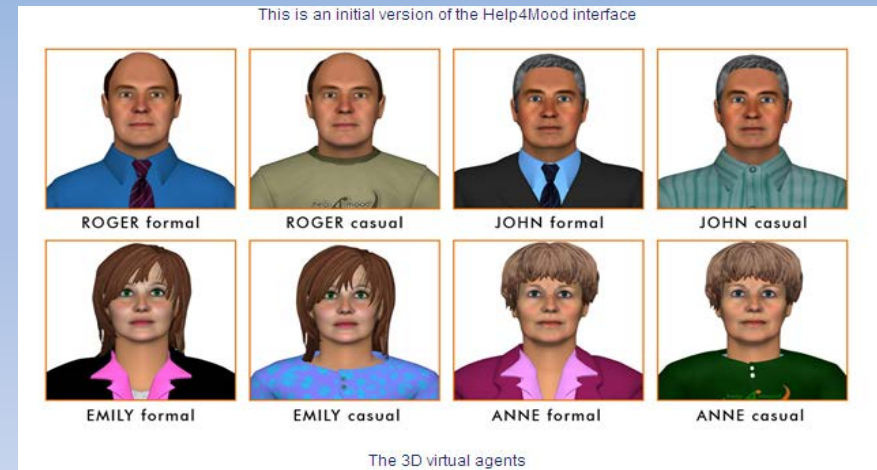 This is an initial version of the Help4Mood interface
help4mood
ROGER formal
ROGER casual
JOHN formal
JOHN casual
EMILY formal
EMILY casual
ANNE formal
ANNE casual
The 3D virtual agents